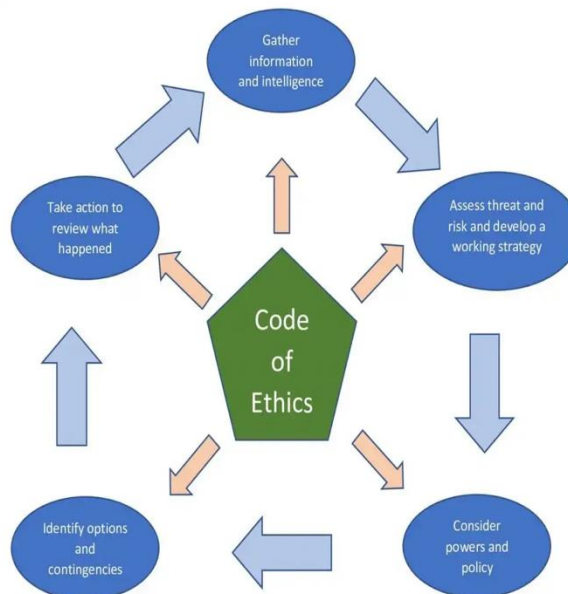 Gather
information
and intelligence
Assess threat and
risk and develop a
working strategy
Consider
powers and
policy
Identify options
and
contingencies
Take action to
review what
happened
Code
of
Ethics